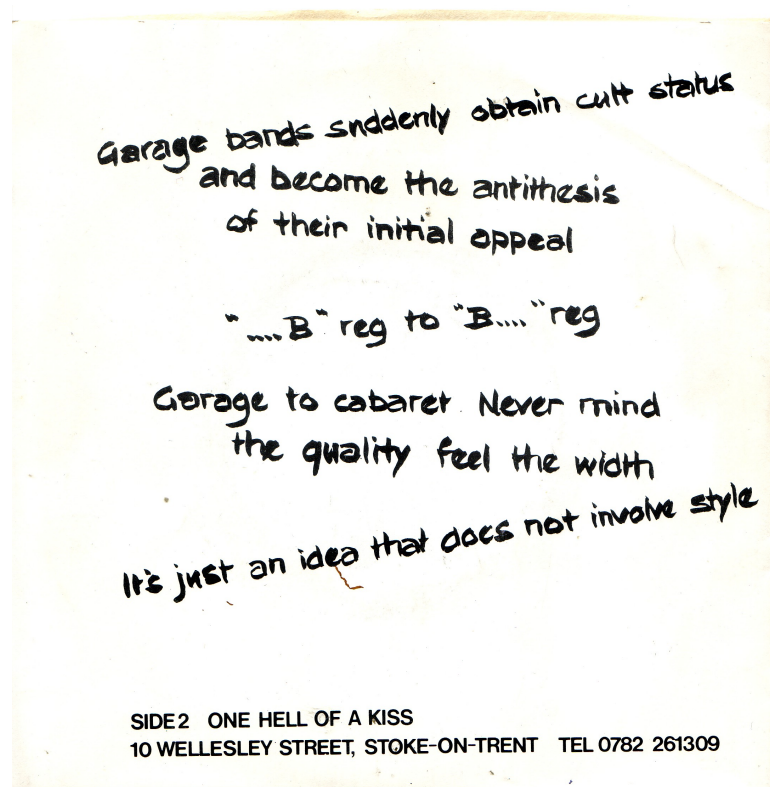 Garage bands suddenly obtain cult status
and become the antithesis
of their initial appeal
"....B" reg to "B...." reg
Garage to cabaret. Never mind
the quality feel the width
It's just an idea that does not involve style
SIDE 2 ONE HELL OF A KISS
10 WELLESLEY STREET, STOKE-ON-TRENT TEL 0782 261309